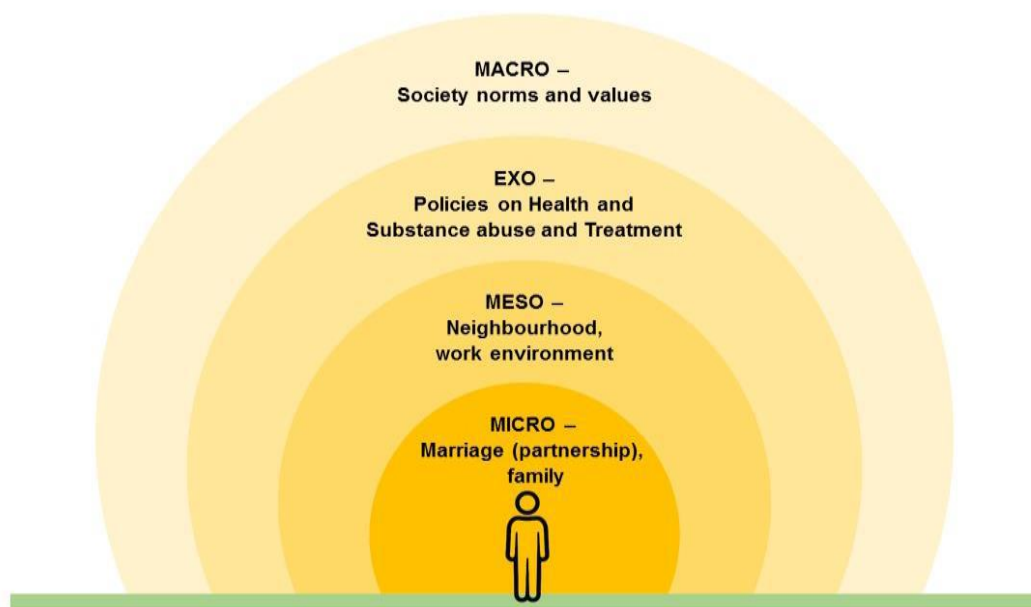 MACRO –
Society norms and values
EXO –
Policies on Health and
Substance abuse and Treatment
MESO –
Neighbourhood,
work environment
MICRO –
Marriage (partnership),
family